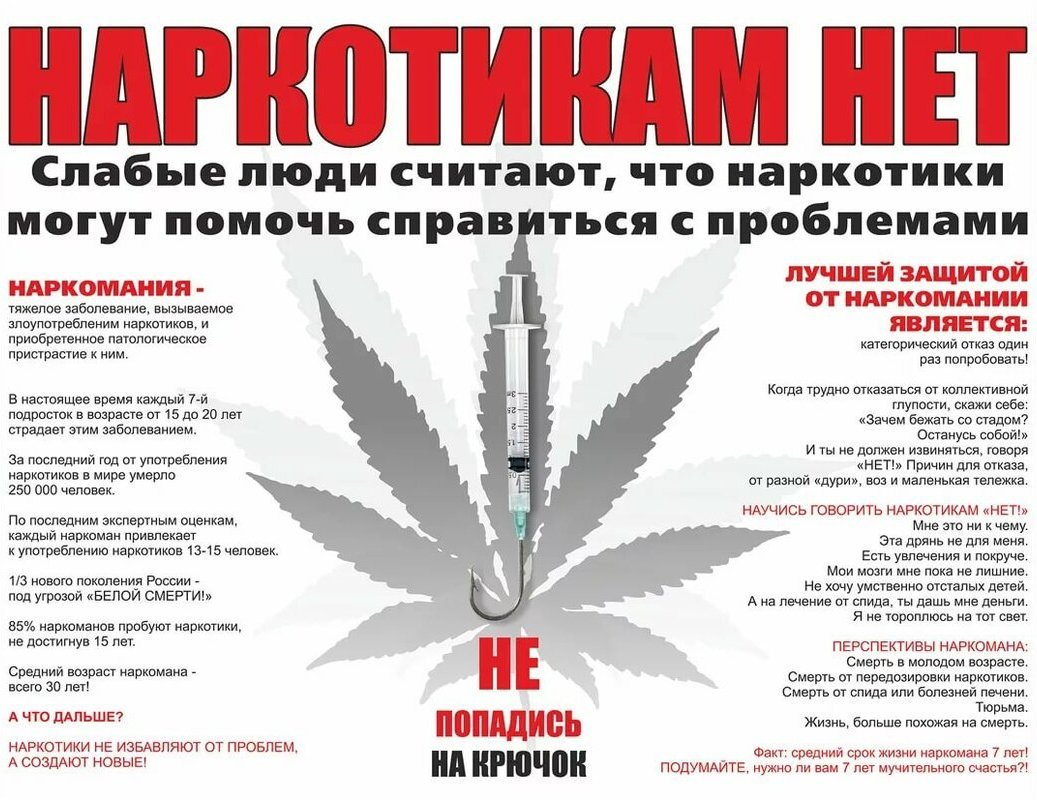 НАРКОТИКАМ НЕТ
Слабые люди считают, что наркотики
могут помочь справиться с проблемами
НАРКОМАНИЯ -
тяжелое заболевание, вызываемое
злоупотребленим наркотиков, и
приобретенное патологическое
пристрастие к ним.
В настоящее время каждый 7-й
подросток в возрасте от 15 до 20 лет
страдает этим заболеванием.
За последний год от употребления
наркотиков в мире умерло
250 000 человек.
По последним экспертным оценкам,
каждый наркоман привлекает
к употреблению наркотиков 13-15 человек.
1/3 нового поколения России -
под угрозой «БЕЛОЙ СМЕРТИ!»
85% наркоманов пробуют наркотики,
не достигнув 15 лет.
Средний возраст наркомана -
всего 30 лет!
А ЧТО ДАЛЬШЕ?
НАРКОТИКИ НЕ ИЗБАВЛЯЮТ ОТ ПРОБЛЕМ,
А СОЗДАЮТ НОВЫЕ!
НЕ
ПОПАДИСЬ
НА КРЮЧОК
ЛУЧШЕЙ ЗАЩИТОЙ
ОТ НАРКОМАНИИ
ЯВЛЯЕТСЯ:
категорический отказ один
раз попробовать!
Когда трудно отказаться от коллективной
глупости, скажи себе:
«Зачем бежать со стадом?
Останусь собой!»
И ты не должен извиняться, говоря
«НЕТ!» Причин для отказа,
от разной «дури», воз и маленькая тележка.
НАУЧИСЬ ГОВОРИТЬ НАРКОТИКАМ «НЕТ!»
Мне это ни к чему.
Эта дрянь не для меня.
Есть увлечения и покруче.
Мои мозги мне пока не лишние.
Не хочу умственно отсталых детей.
А на лечение от спида, ты дашь мне деньги.
Я не тороплюсь на тот свет.
ПЕРСПЕКТИВЫ НАРКОМАНА:
Смерть в молодом возрасте.
Смерть от передозировки наркотиков.
Смерть от спида или болезней печени.
Тюрьма.
Жизнь, больше похожая на смерть.
Факт: средний срок жизни наркомана 7 лет!
ПОДУМАЙТЕ, нужно ли вам 7 лет мучительного счастья?!